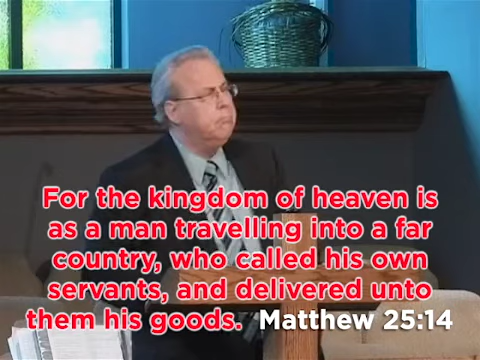 For the kingdom of heaven is
as a man travelling into a far
country, who called his own
servants, and delivered unto
them his goods.  Matthew 25:14